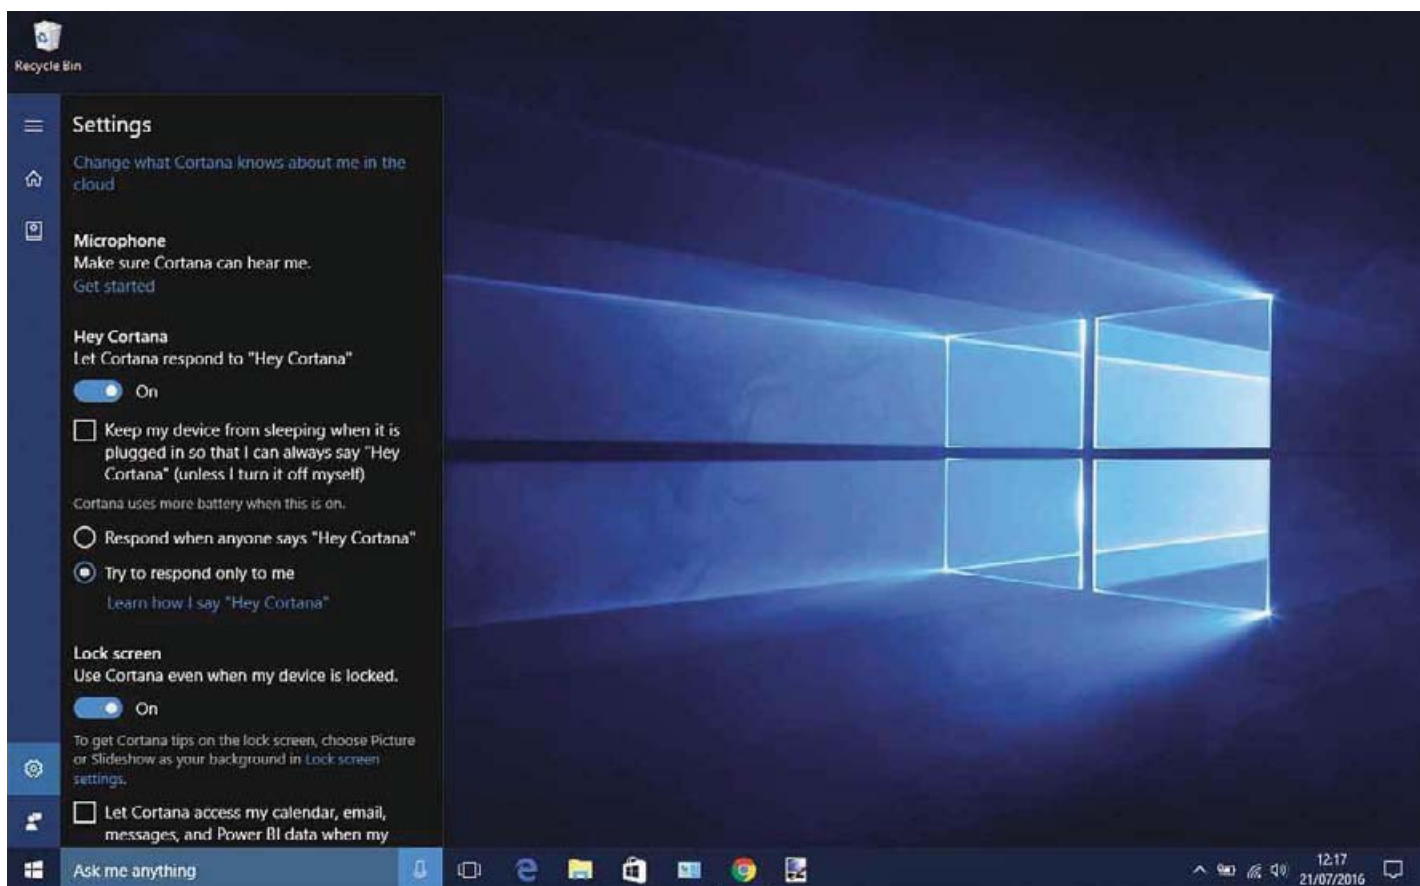 Recycle Bin
Settings
Change what Cortana knows about me in the
cloud
Microphone
Make sure Cortana can hear me.
Get started
Hey Cortana
Let Cortana respond to "Hey Cortana"
On
Keep my device from sleeping when it is
plugged in so that I can always say "Hey
Cortana" (unless I turn it off myself)
Cortana uses more battery when this is on.
Respond when anyone says "Hey Cortana"
Try to respond only to me
Learn how I say "Hey Cortana"
Lock screen
Use Cortana even when my device is locked.
On
To get Cortana tips on the lock screen, choose Picture
or Slideshow as your background in Lock screen
settings.
Let Cortana access my calendar, email,
messages, and Power BI data when my
Ask me anything
12:17
21/07/2016